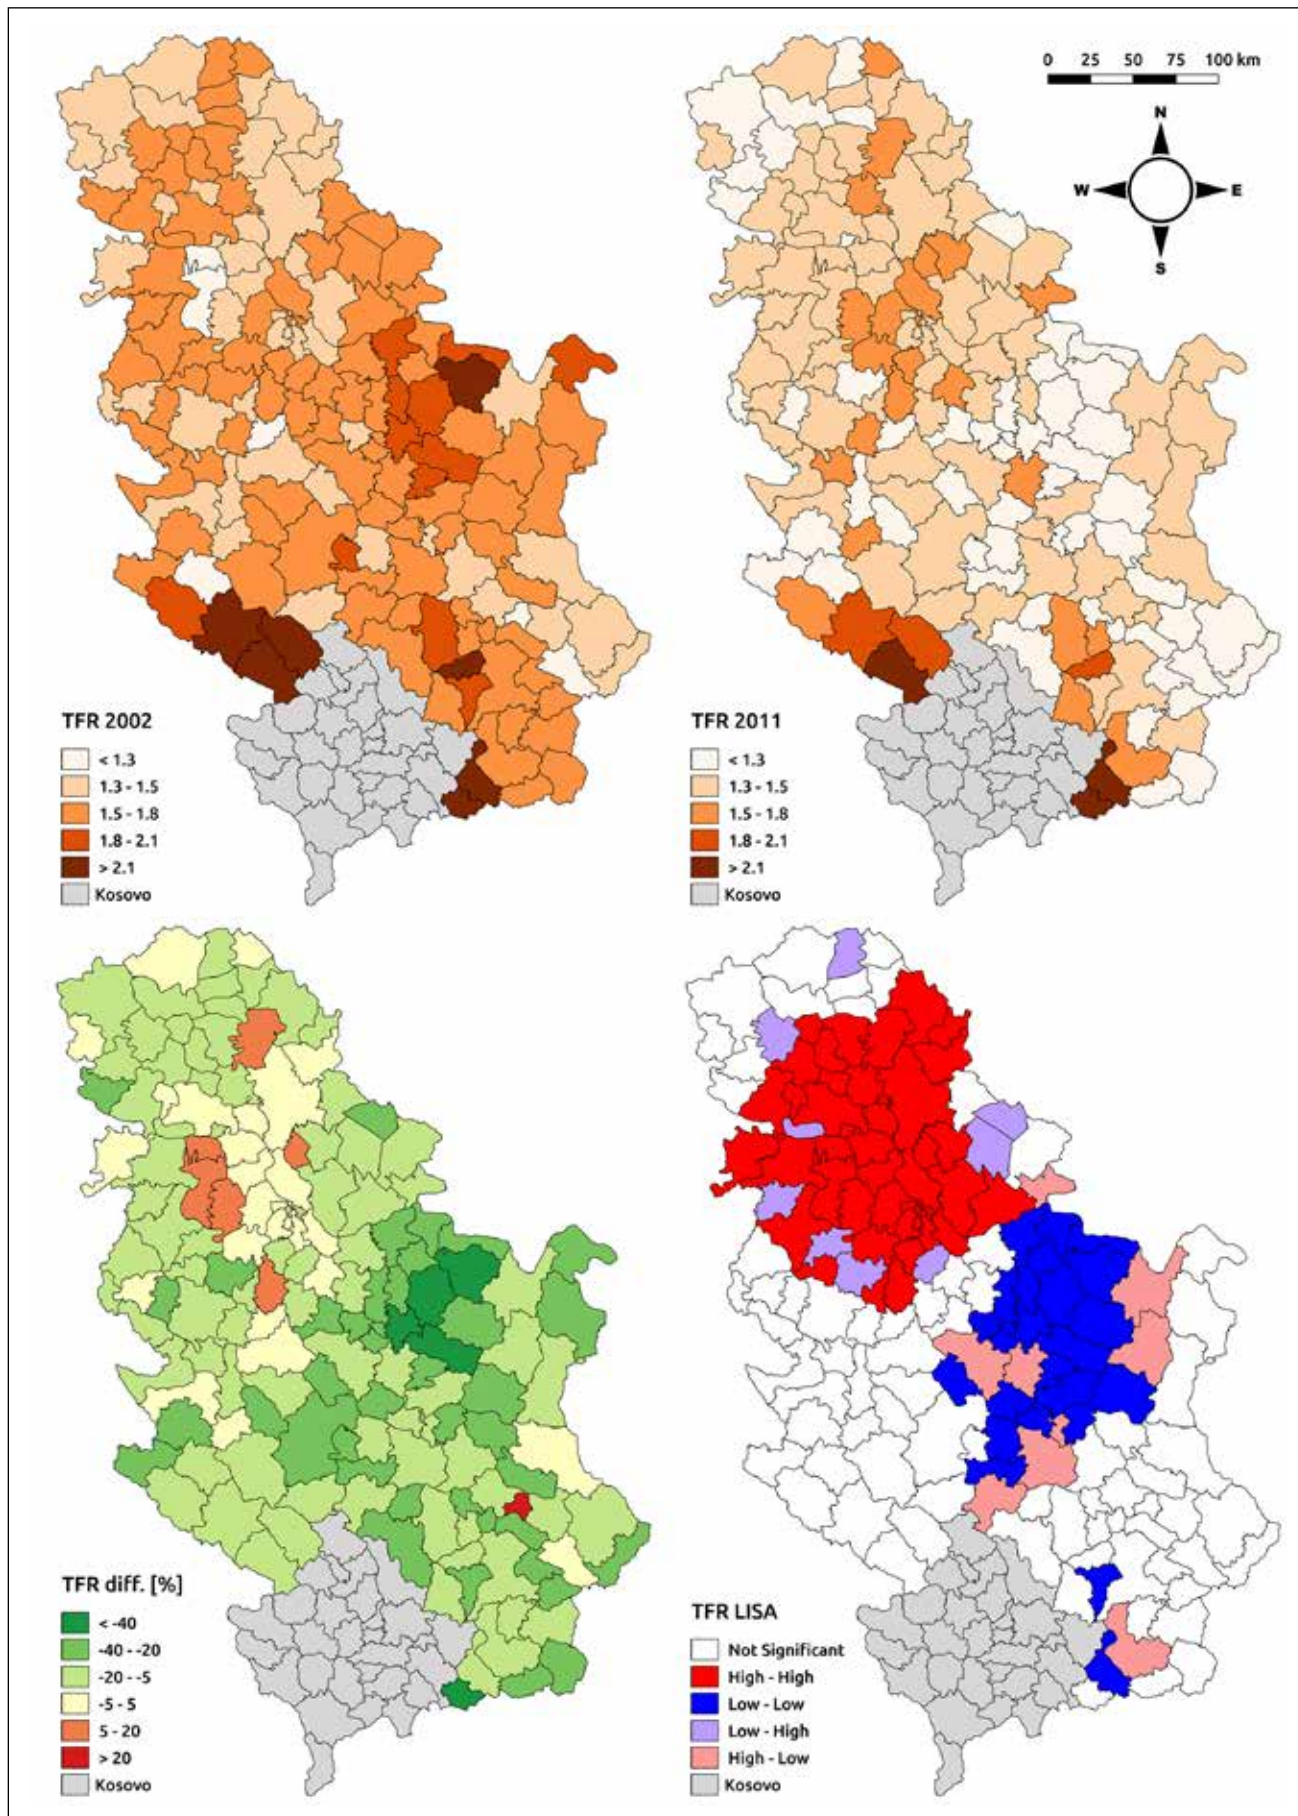 0 25 50 75 100 km
N
W E
S
TFR 2002
< 1.3
1.3 - 1.5
1.5 - 1.8
1.8 - 2.1
> 2.1
Kosovo
TFR 2011
< 1.3
1.3 - 1.5
1.5 - 1.8
1.8 - 2.1
> 2.1
Kosovo
TFR diff. [%]
< -40
-40 - -20
-20 - -5
-5 - 5
5 - 20
> 20
Kosovo
TFR LISA
Not Significant
High - High
Low - Low
Low - High
High - Low
Kosovo